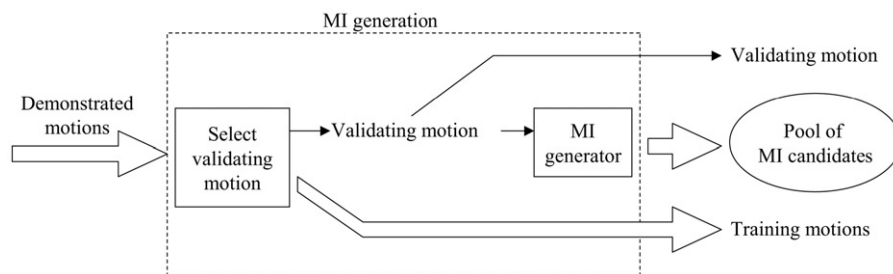 MI generation
Validating motion
Demonstrated
motions
Select
validating
motion
Validating motion
MI
generator
Pool of
MI candidates
Training motions